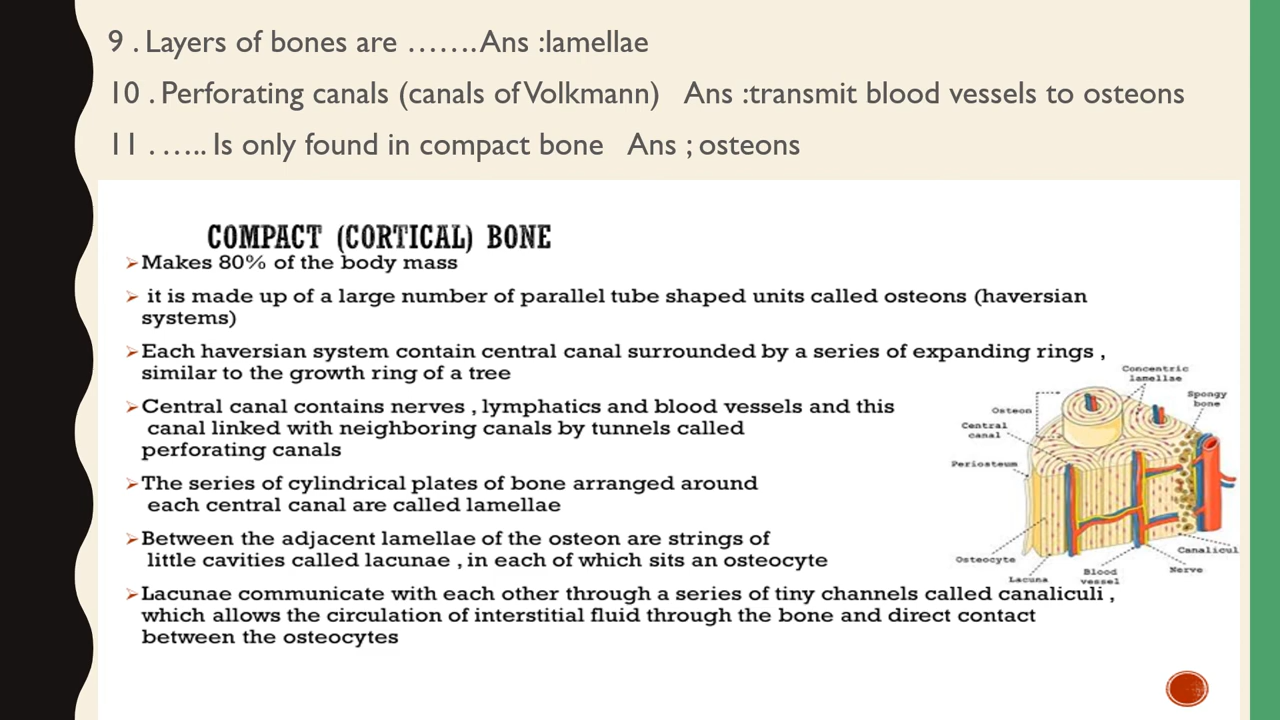 9 . Layers of bones are ……. Ans :lamellae
10 . Perforating canals (canals of Volkmann) Ans :transmit blood vessels to osteons
11 . ….. Is only found in compact bone Ans ; osteons
COMPACT (CORTICAL) BONE
➢Makes 80% of the body mass
➢ it is made up of a large number of parallel tube shaped units called osteons (haversian
systems)
➢Each haversian system contain central canal surrounded by a series of expanding rings ,
similar to the growth ring of a tree
➢Central canal contains nerves , lymphatics and blood vessels and this
canal linked with neighboring canals by tunnels called
perforating canals
➢The series of cylindrical plates of bone arranged around
each central canal are called lamellae
➢Between the adjacent lamellae of the osteon are strings of
little cavities called lacunae , in each of which sits an osteocyte
➢Lacunae communicate with each other through a series of tiny channels called canaliculi ,
which allows the circulation of interstitial fluid through the bone and direct contact
between the osteocytes
Concentric
lamellae
Spongy
bone
Osteon
Central
canal
Periosteum
Osteocyte
Lacuna
Blood
vessel
Nerve
Canalicul